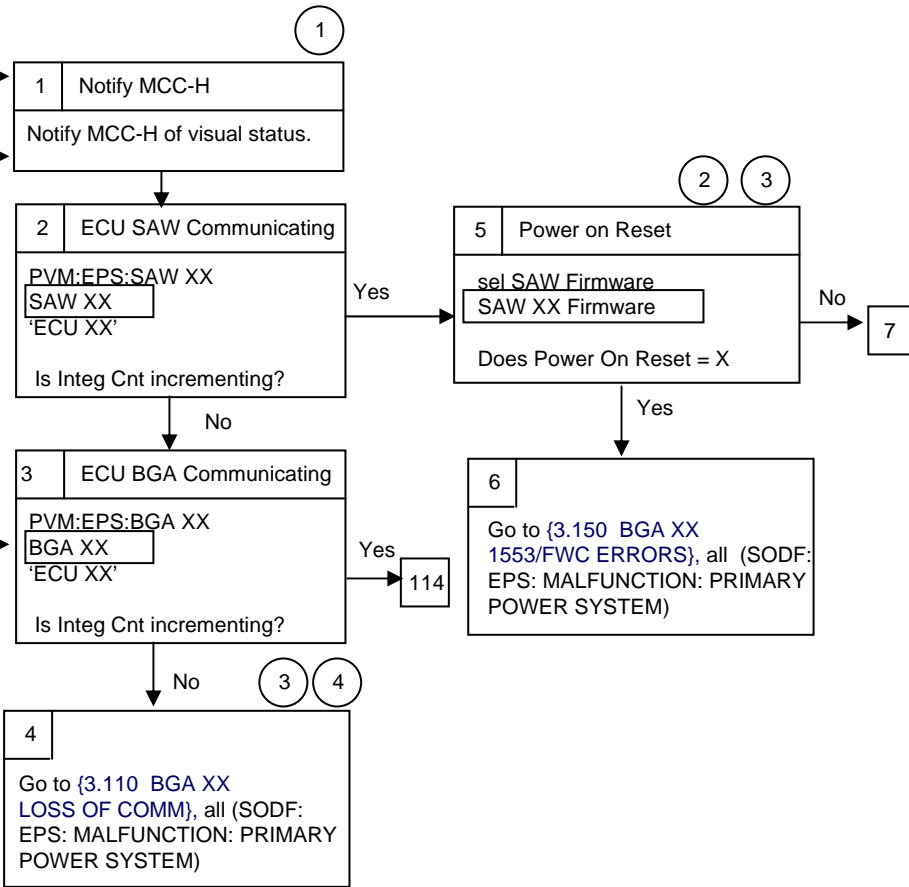 1
1 Notify MCC-H
Notify MCC-H of visual status.
2 ECU SAW Communicating
PVM:EPS:SAW XX
SAW XX
‘ECU XX’
Is Integ Cnt incrementing?
Yes
No
2 3
5 Power on Reset
sel SAW Firmware
SAW XX Firmware
Does Power On Reset = X
No
7
Yes
3 ECU BGA Communicating
PVM:EPS:BGA XX
BGA XX
‘ECU XX’
Is Integ Cnt incrementing?
Yes
114
No
6
Go to {3.150 BGA XX
1553/FWC ERRORS}, all (SODF:
EPS: MALFUNCTION: PRIMARY
POWER SYSTEM)
3 4
4
Go to {3.110 BGA XX
LOSS OF COMM}, all (SODF:
EPS: MALFUNCTION: PRIMARY
POWER SYSTEM)